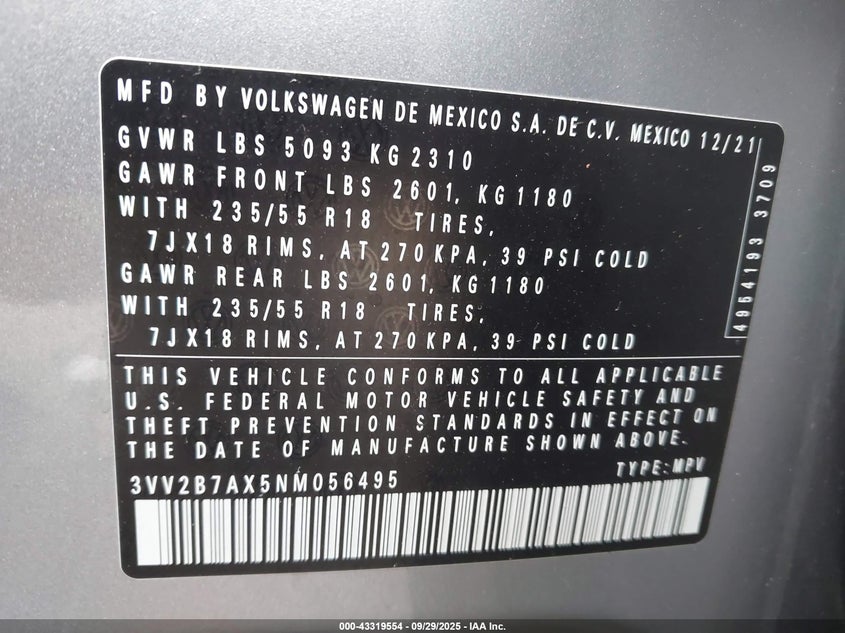 MFD BY VOLKSWAGEN DE MEXICO S.A. DE C.V. MEXICO 12/21
GVWR LBS 5093 KG 2310
GAWR FRONT LBS 2601, KG 1180
WITH 235/55 R18 TIRES,
7JX18 RIMS, AT 270 KPA, 39 PSI COLD
GAWR REAR LBS 2601, KG 1180
WITH 235/55 R18 TIRES,
7JX18 RIMS, AT 270 KPA, 39 PSI COLD
4954193 3709
THIS VEHICLE CONFORMS TO ALL APPLICABLE
U.S. FEDERAL MOTOR VEHICLE SAFETY AND
THEFT PREVENTION STANDARDS IN EFFECT ON
THE DATE OF MANUFACTURE SHOWN ABOVE.
3VV2B7AX5NM056495 TYPE: MPV
000-43319554 - 09/29/2025 - IAA Inc.